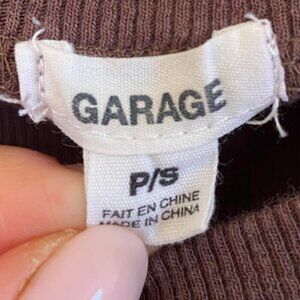 GARAGE
P/S
FAIT EN CHINE
MADE IN CHINA